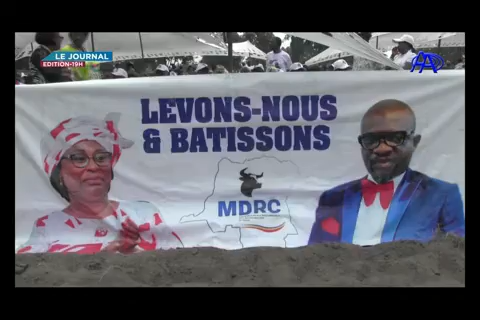 LE JOURNAL
EDITION-19H
LEVONS-NOUS
& BATISSONS
MDRC